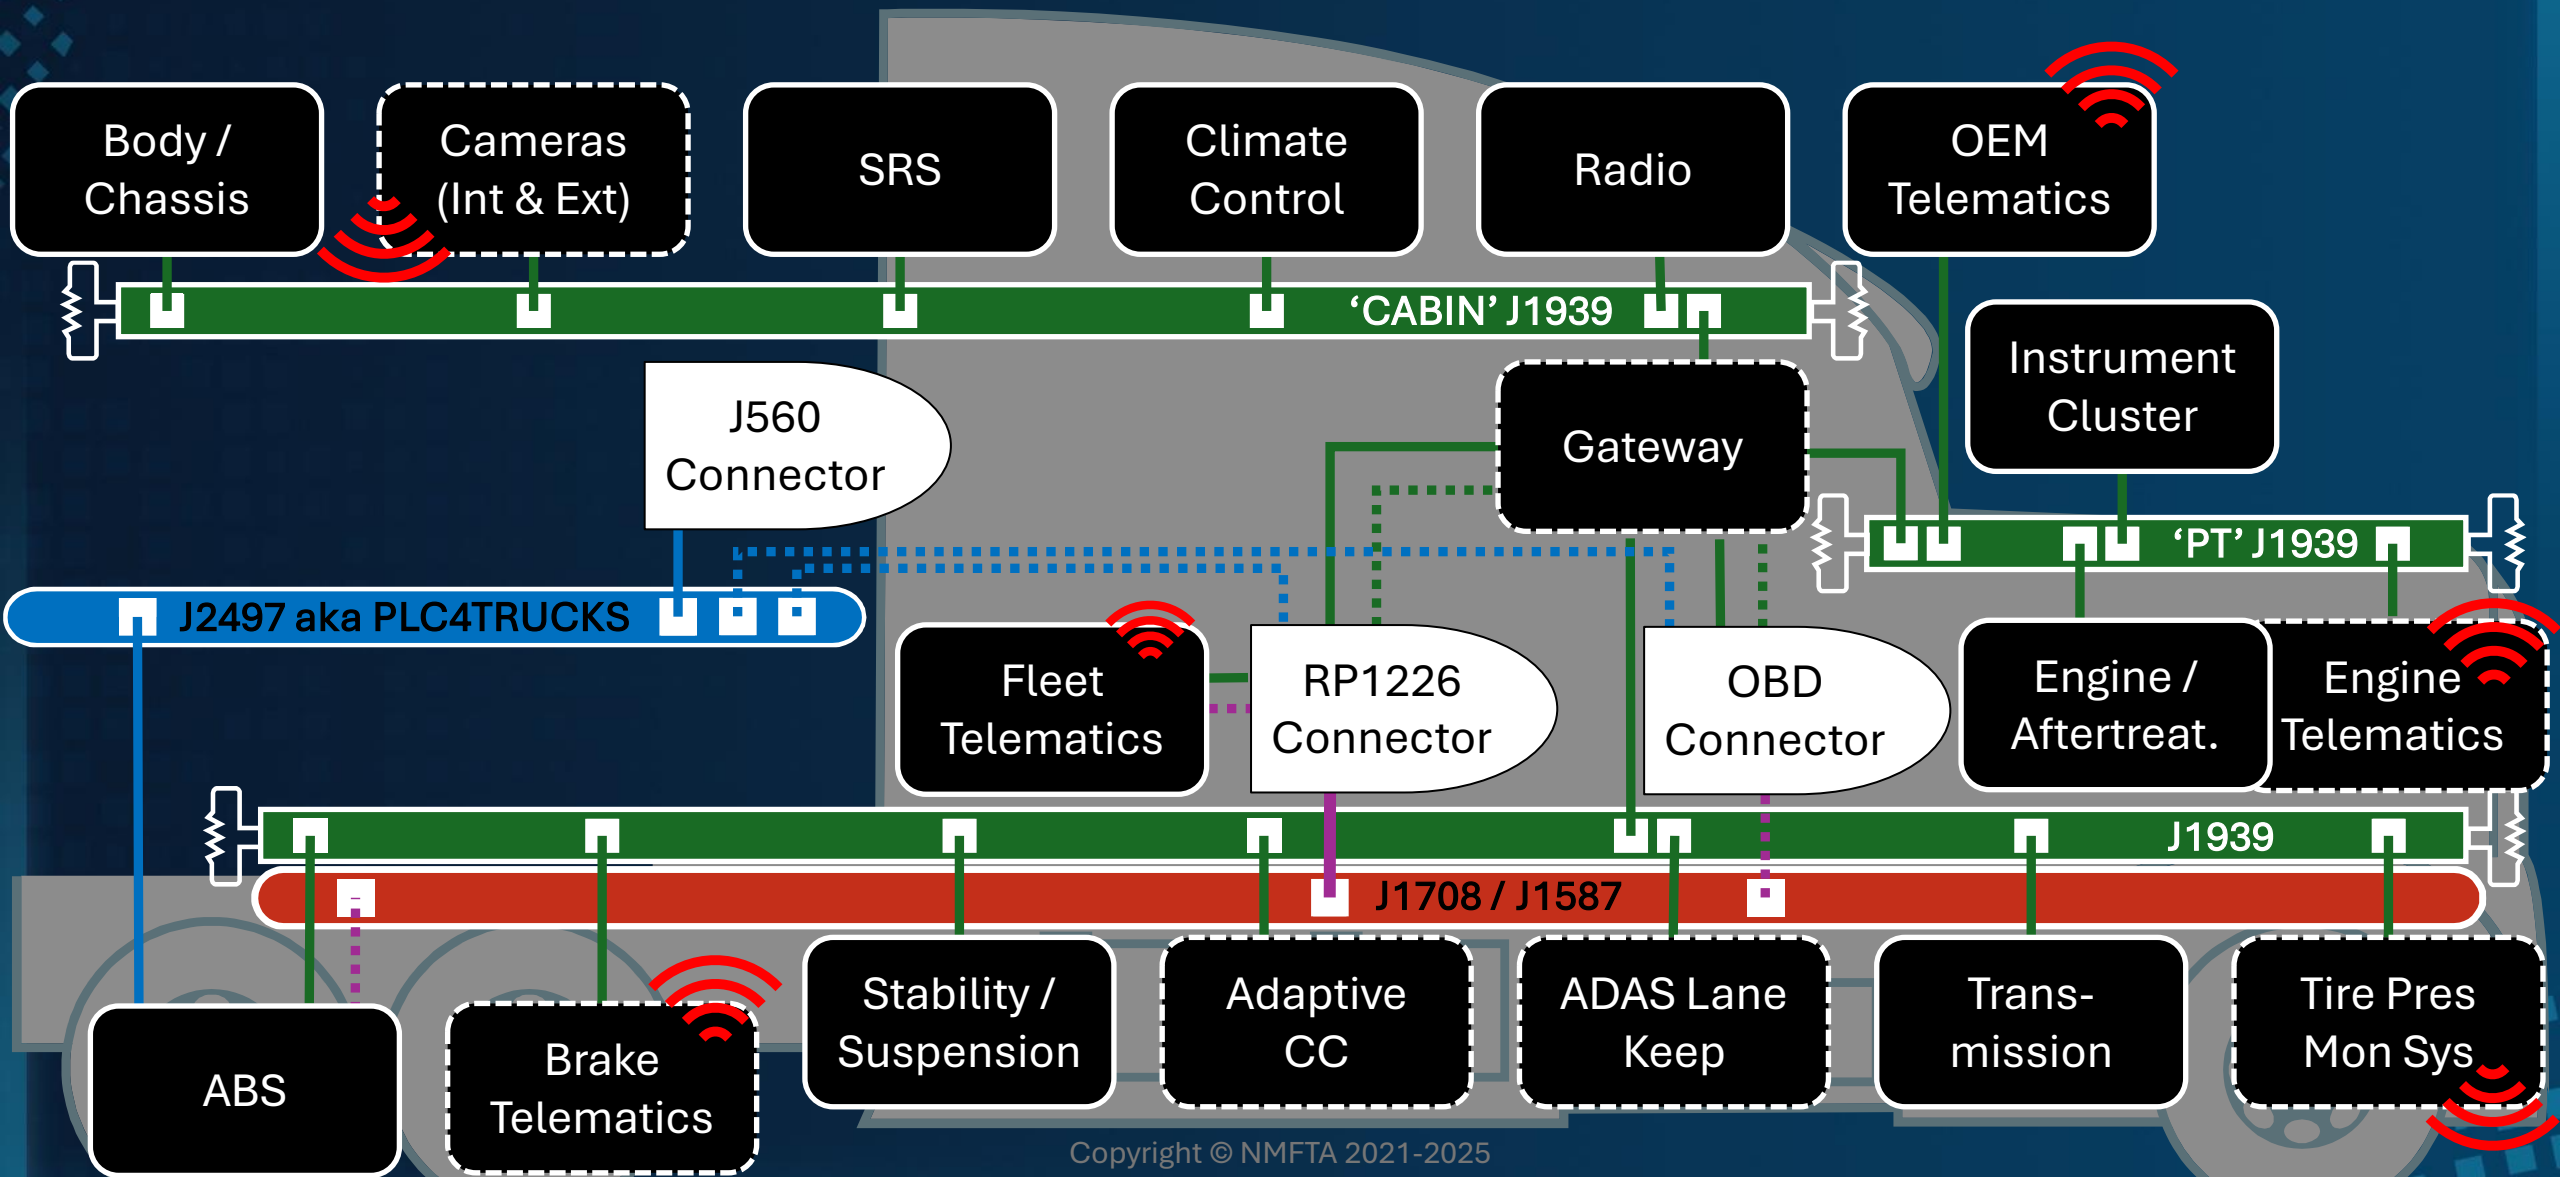 Body /
Chassis
Cameras
(Int & Ext)
SRS
Climate
Control
Radio
OEM
Telematics
‘CABIN’ J1939
Instrument
Cluster
J560
Connector
Gateway
‘PT’ J1939
J2497 aka PLC4TRUCKS
Fleet
Telematics
RP1226
Connector
OBD
Connector
Engine /
Aftertreat.
Engine
Telematics
J1939
J1708 / J1587
ABS
Brake
Telematics
Stability /
Suspension
Adaptive
CC
ADAS Lane
Keep
Trans-
mission
Tire Pres
Mon Sys
Copyright © NMFTA 2021-2025